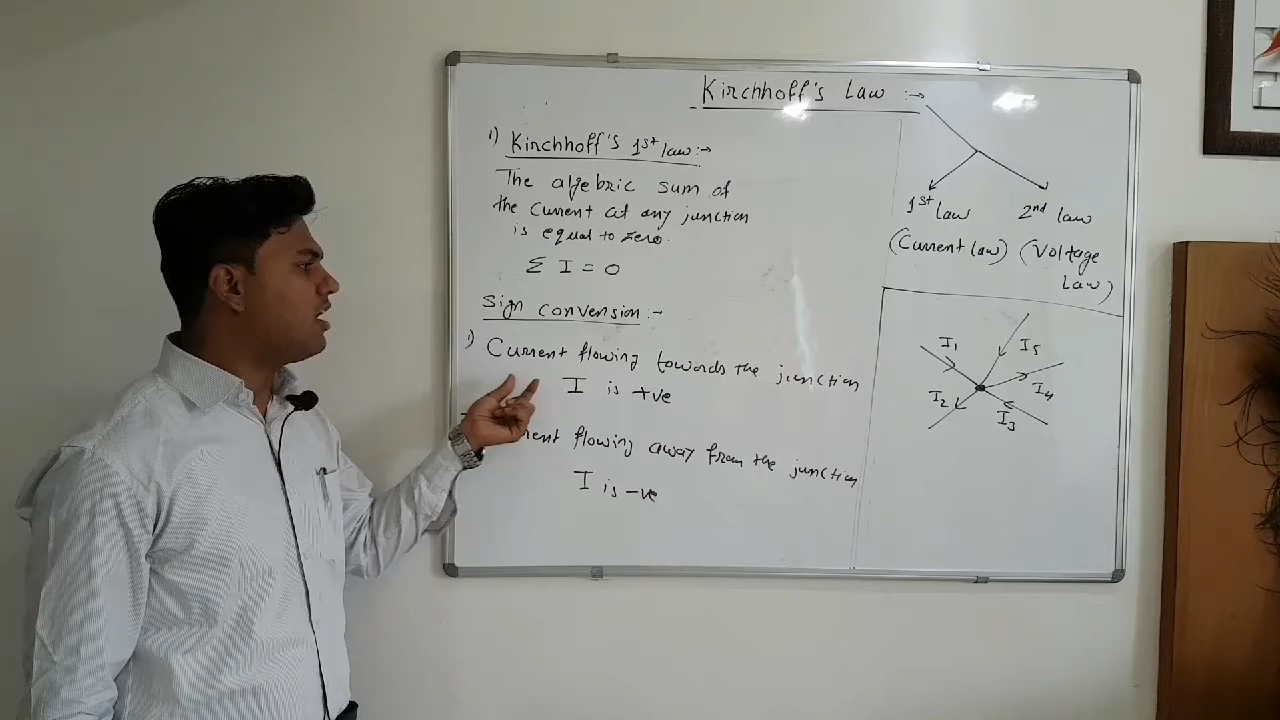 Kirchhoff's Law :→
1) Kirchhoff's 1st law :→
The algebric sum of
the current at any junction
is equal to zero.
Σ I = 0
Sign convension :→
1) Current flowing towards the junction
I is +ve
flowing away from the junction
I is -ve
1st Law
2nd law
(Current law)
(Voltage
Law)
I1
I5
I2
I4
I3